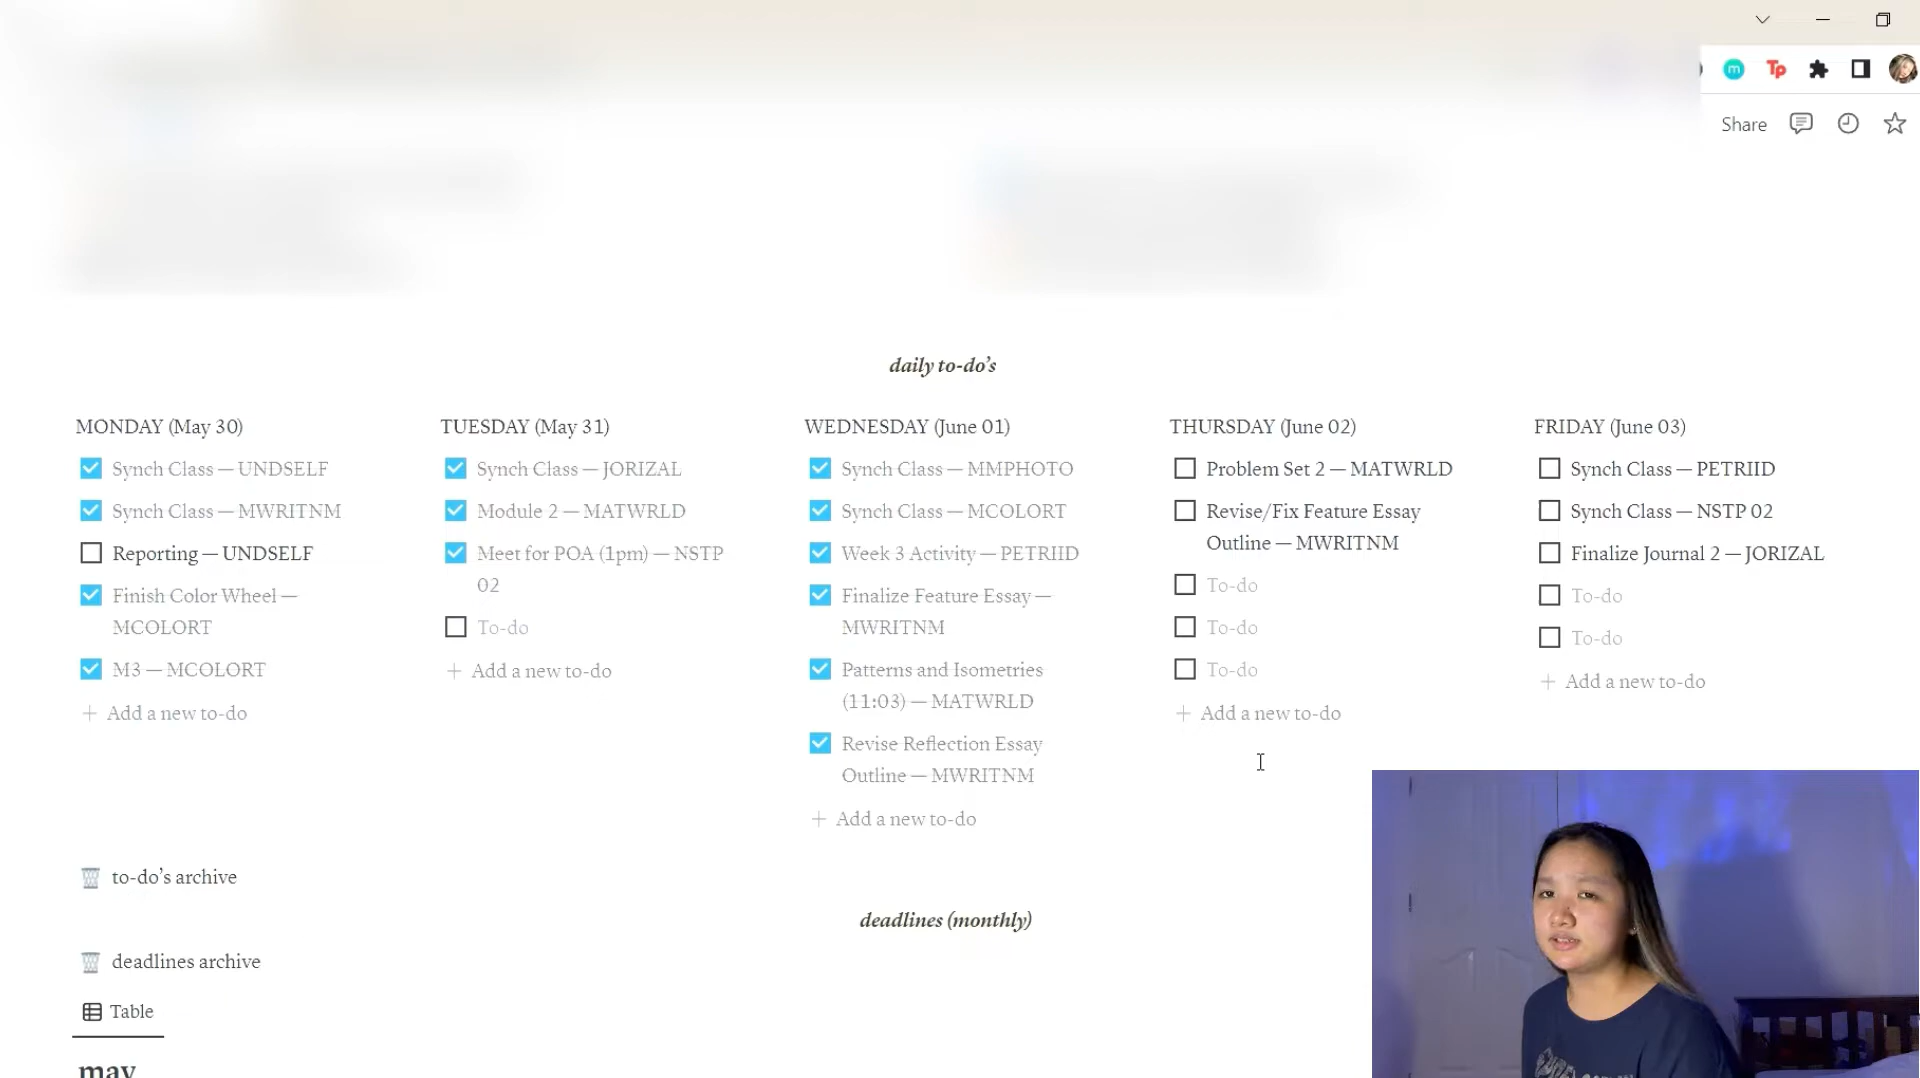 m
Tp
Share
daily to-do's
MONDAY (May 30)
Synch Class — UNDSELF
Synch Class — MWRITNM
Reporting — UNDSELF
Finish Color Wheel —
MCOLORT
M3 — MCOLORT
+ Add a new to-do
TUESDAY (May 31)
Synch Class — JORIZAL
Module 2 — MATWRLD
Meet for POA (1pm) — NSTP
02
To-do
+ Add a new to-do
WEDNESDAY (June 01)
Synch Class — MMPHOTO
Synch Class — MCOLORT
Week 3 Activity — PETRIID
Finalize Feature Essay —
MWRITNM
Patterns and Isometries
(11:03) — MATWRLD
Revise Reflection Essay
Outline — MWRITNM
+ Add a new to-do
THURSDAY (June 02)
Problem Set 2 — MATWRLD
Revise/Fix Feature Essay
Outline — MWRITNM
To-do
To-do
To-do
+ Add a new to-do
FRIDAY (June 03)
Synch Class — PETRIID
Synch Class — NSTP 02
Finalize Journal 2 — JORIZAL
To-do
To-do
+ Add a new to-do
to-do's archive
deadlines (monthly)
deadlines archive
Table
may